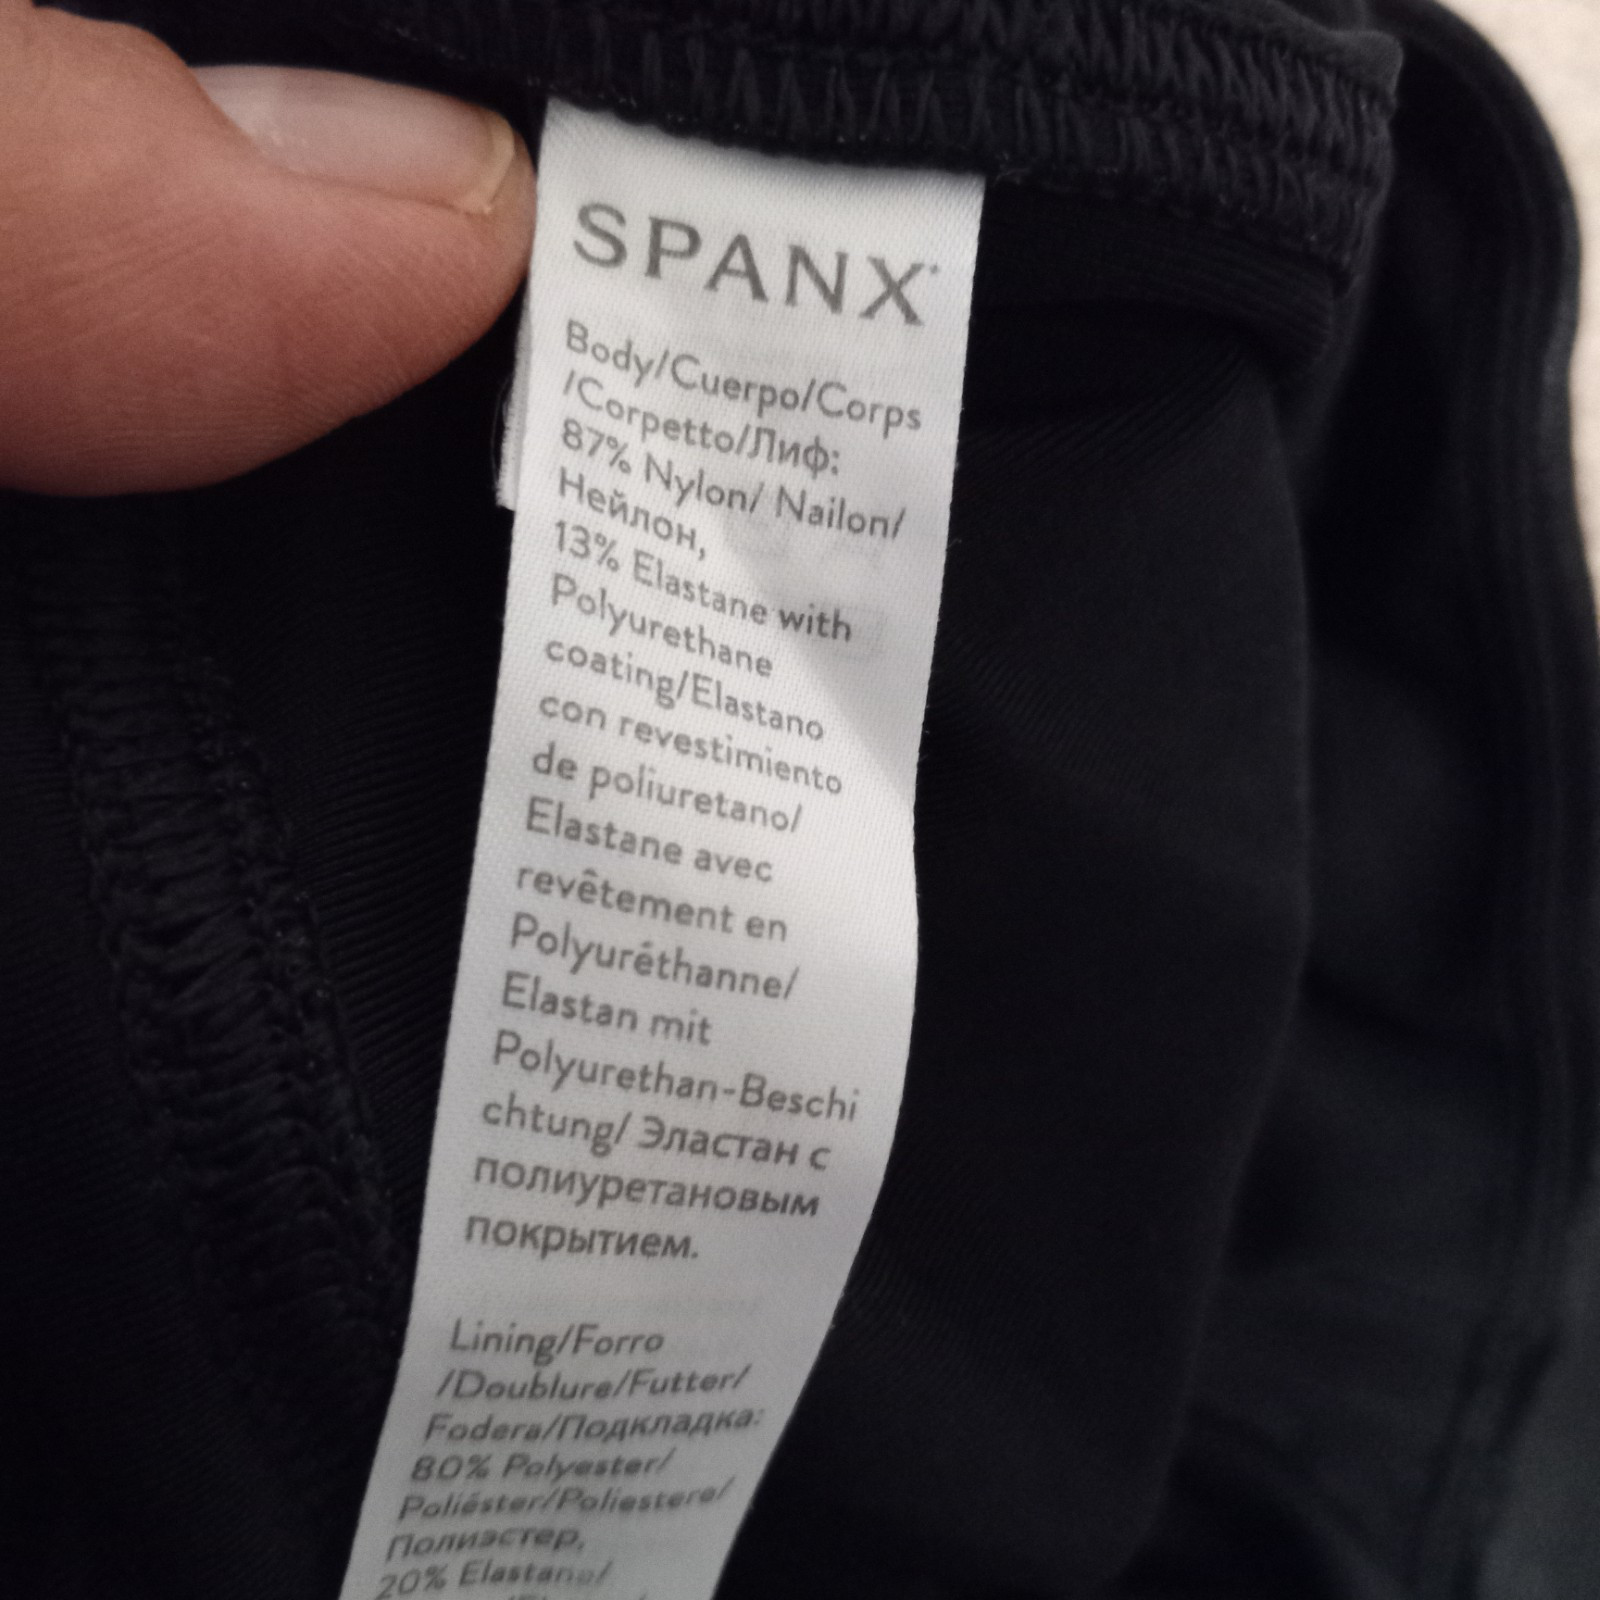 SPANX
Body/Cuerpo/Corps
/Corpetto/Лиф:
87% Nylon/ Nailon/
Нейлон,
13% Elastane with
Polyurethane
coating/Elastano
con revestimiento
de poliuretano/
Elastane avec
revêtement en
Polyuréthanne/
Elastan mit
Polyurethan-Beschi
chtung/ Эластан с
полиуретановым
покрытием.
Lining/Forro
/Doublure/Futter/
Fodera/Подкладка:
80% Polyester/
Poliéster/Poliestere/
Полиэстер,
20% Elastane/